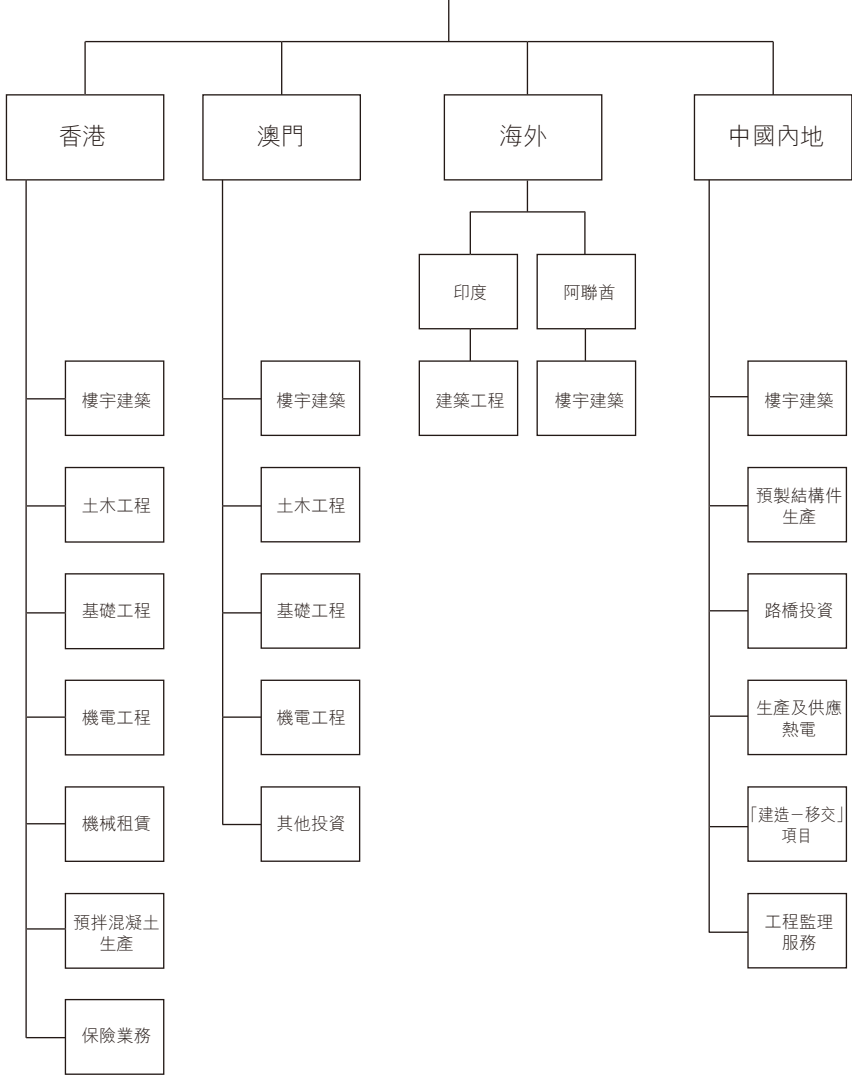 香港
澳門
海外
中國內地
印度
阿聯酋
樓宇建築
樓宇建築
建築工程
樓宇建築
樓宇建築
土木工程
土木工程
預製結構件
生產
基礎工程
基礎工程
路橋投資
機電工程
機電工程
生產及供應
熱電
機械租賃
其他投資
「建造－移交」
項目
預拌混凝土
生產
工程監理
服務
保險業務